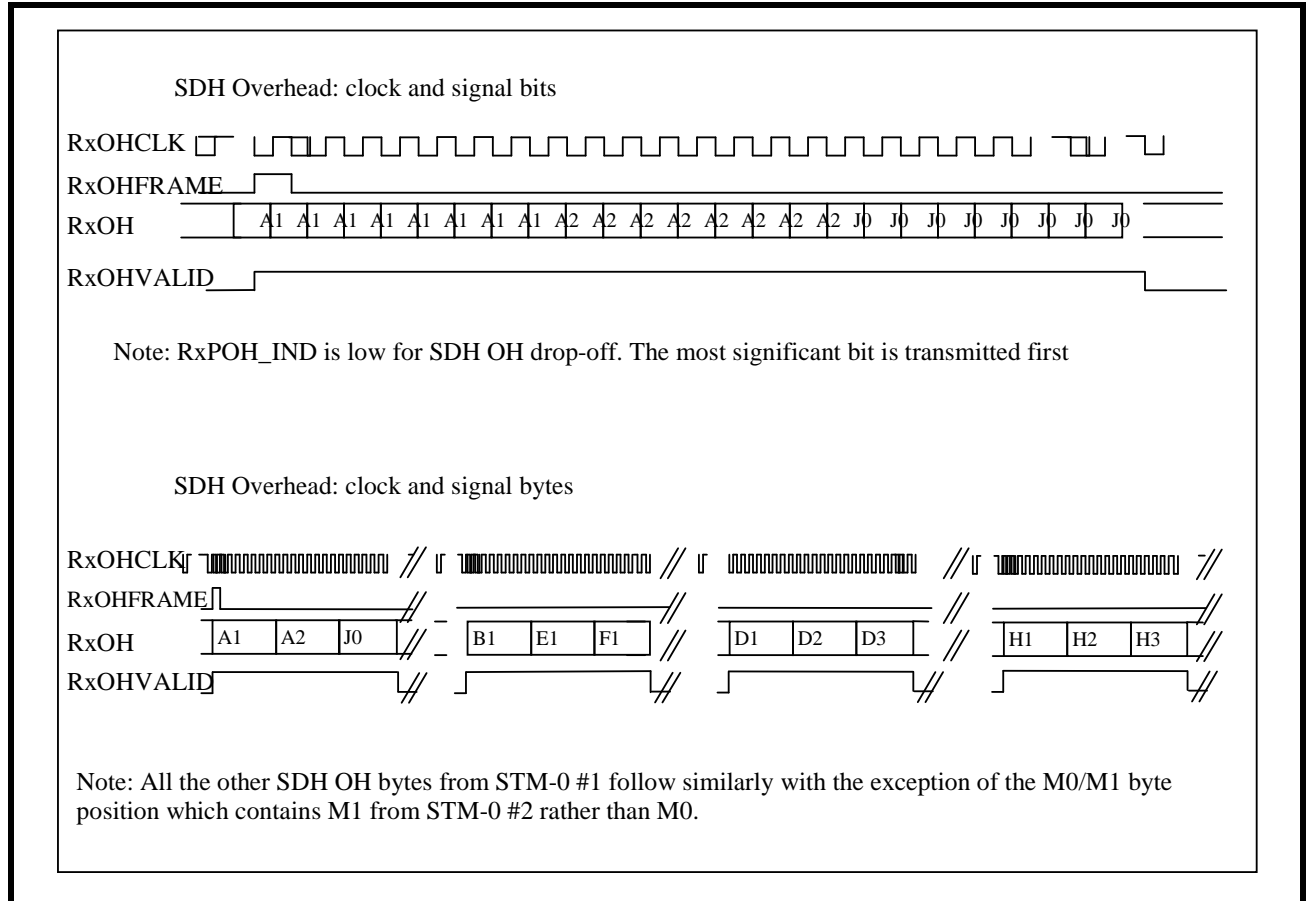 SDH Overhead: clock and signal bits
RxOHCLK
RxOHFRAME
RxOH A1 A1 A1 A1 A1 A1 A1 A1 A2 A2 A2 A2 A2 A2 A2 A2 J0 J0 J0 J0 J0 J0 J0 J0
RxOHVALID
Note: RxPOH_IND is low for SDH OH drop-off. The most significant bit is transmitted first
SDH Overhead: clock and signal bytes
RxOHCLK
RxOHFRAME
RxOH A1 A2 J0 B1 E1 F1 D1 D2 D3 H1 H2 H3
RxOHVALID
Note: All the other SDH OH bytes from STM-0 #1 follow similarly with the exception of the M0/M1 byte
position which contains M1 from STM-0 #2 rather than M0.